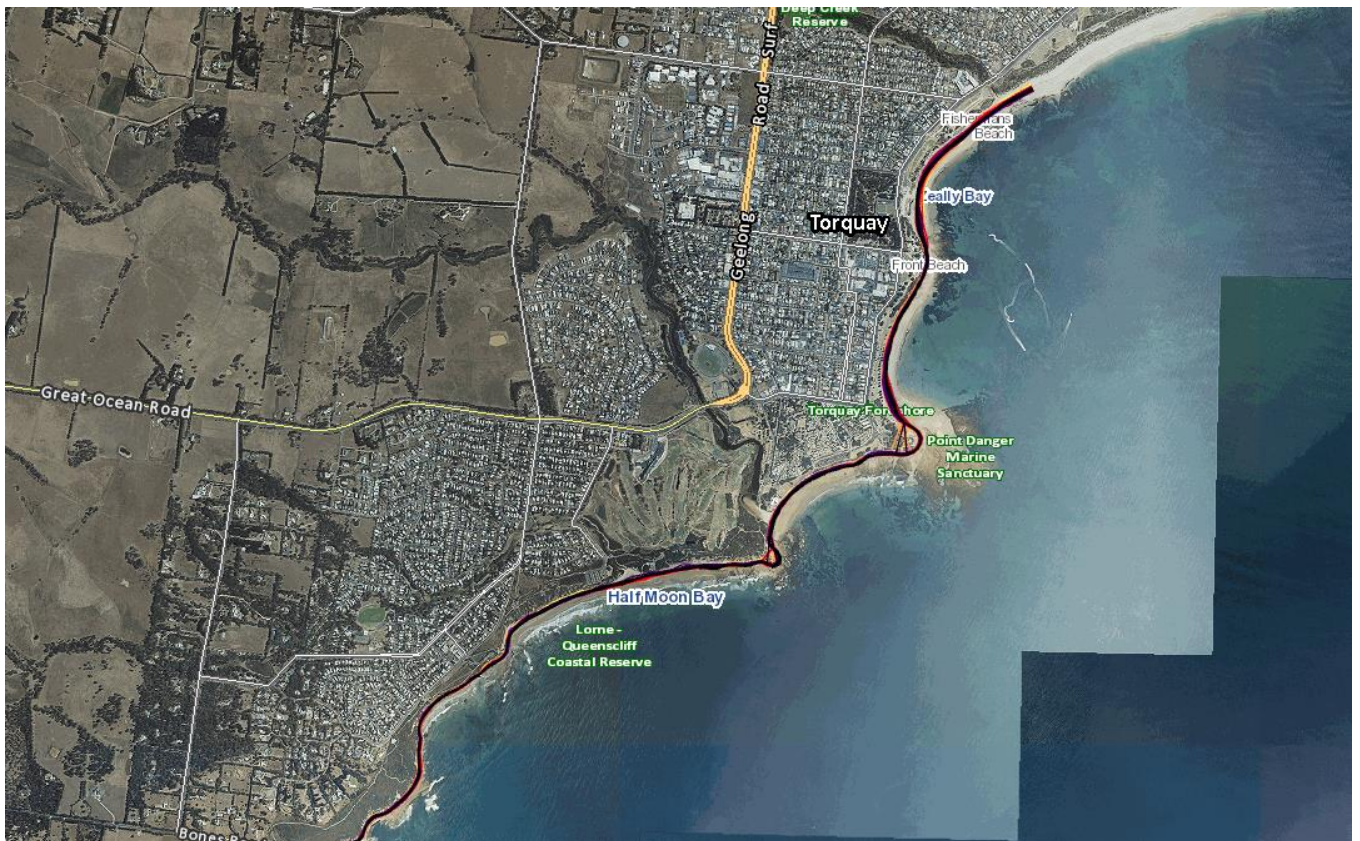 Deep Creek
Reserve
Surf
Road
Geelong
Fishermans
Beach
Zeally Bay
Torquay
Front Beach
Great Ocean Road
Torquay Foreshore
Point Danger
Marine
Sanctuary
Half Moon Bay
Lorne -
Queenscliff
Coastal Reserve
Bones